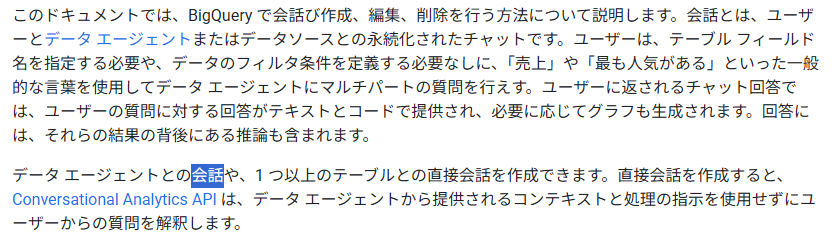 このドキュメントでは、BigQuery で会話び作成、編集、削除を行う方法について説明します。会話とは、ユーザ
ーとデータ エージェントまたはデータソースとの永続化されたチャットです。ユーザーは、テーブル フィールド
名を指定する必要や、データのフィルタ条件を定義する必要なしに、「売上」や「最も人気がある」といった一般
的な言葉を使用してデータ エージェントにマルチパートの質問を行えす。ユーザーに返されるチャット回答で
は、ユーザーの質問に対する回答がテキストとコードで提供され、必要に応じてグラフも生成されます。回答に
は、それらの結果の背後にある推論も含まれます。
データ エージェントとの会話や、1 つ以上のテーブルとの直接会話を作成できます。直接会話を作成すると、
Conversational Analytics API は、データ エージェントから提供されるコンテキストと処理の指示を使用せずにユ
ーザーからの質問を解釈します。